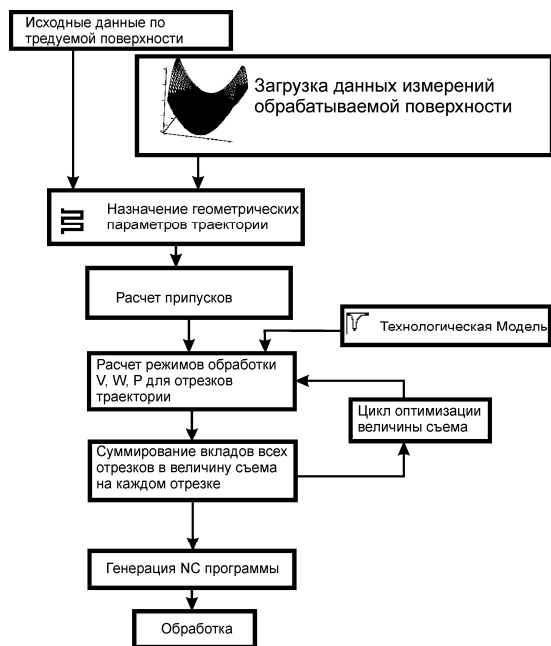 Исходные данные по
тредуемой поверхности
Загрузка данных измерений
обрабатываемой поверхности
Назначение геометрических
параметров траектории
Расчет припусков
Технологическая Модель
Расчет режимов обработки
V, W, P для отрезков
траектории
Цикл оптимизации
величины съема
Суммирование вкладов всех
отрезков в величину съема
на каждом отрезке
Генерация NC программы
Обработка